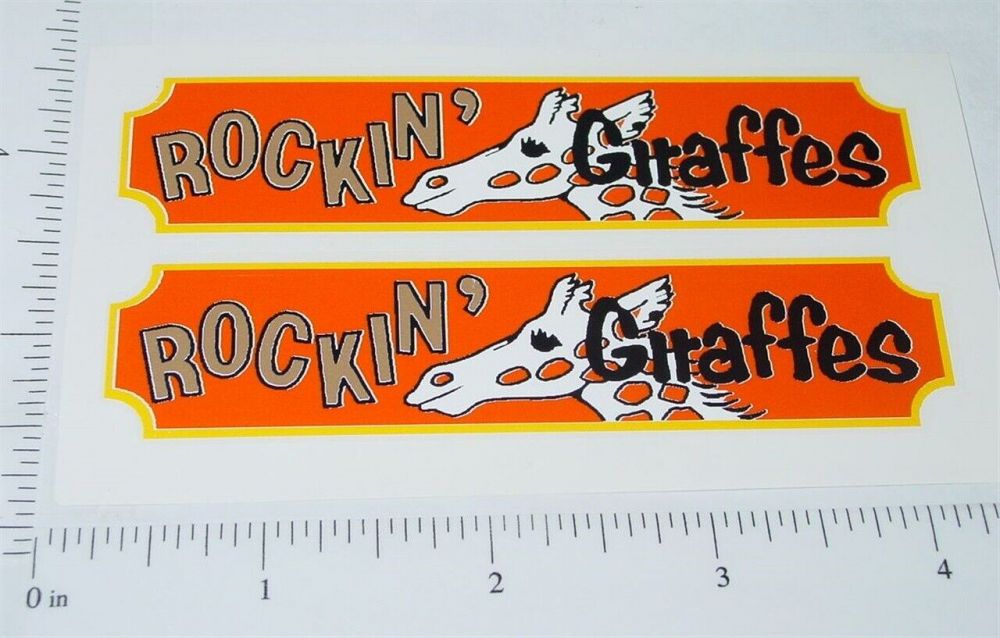 ROCKIN' Giraffes
ROCKIN' Giraffes
0 in 1 2 3 4